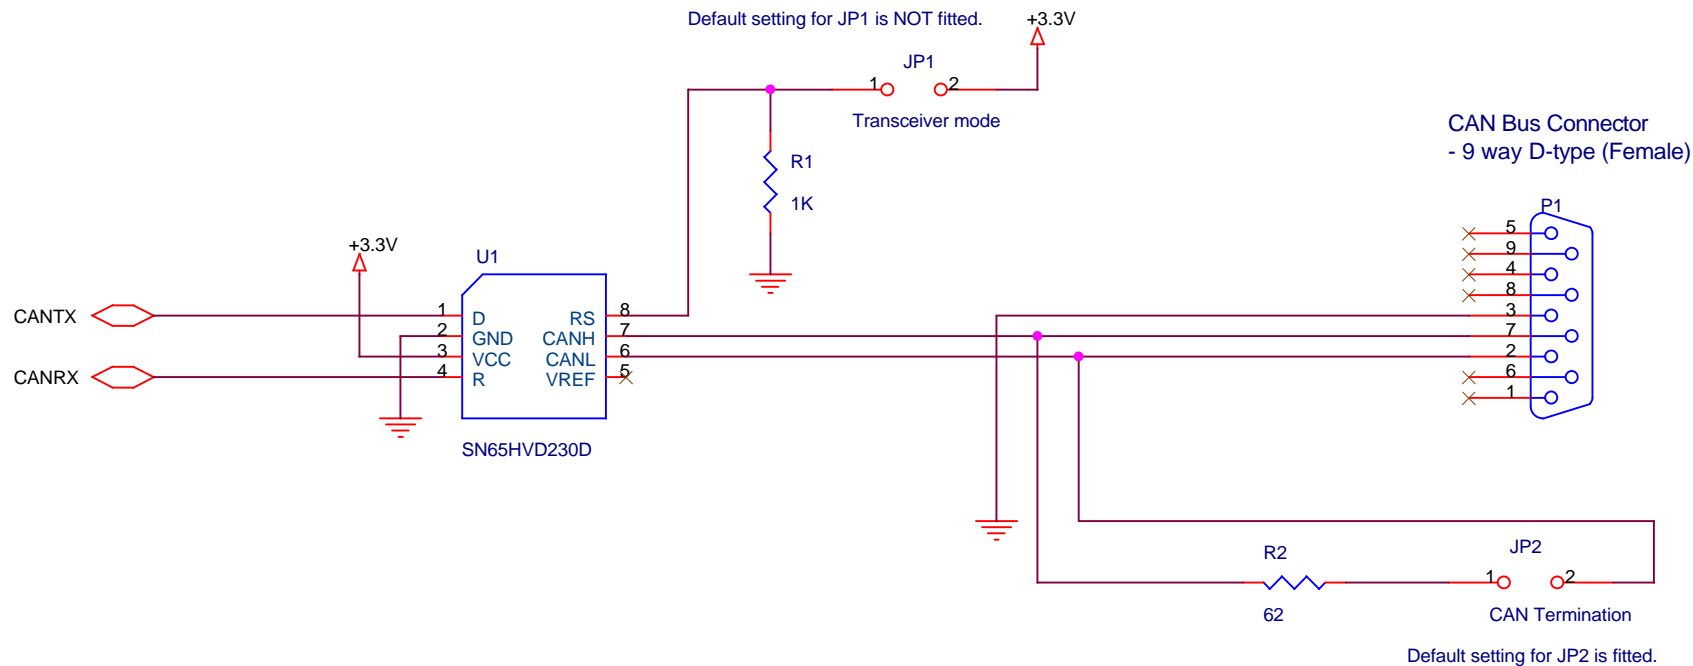 Default setting for JP1 is NOT fitted.
+3.3V
JP1
1
2
Transceiver mode
R1
1K
CAN Bus Connector
- 9 way D-type (Female)
P1
5
9
4
8
3
7
2
6
1
+3.3V
U1
CANTX
CANRX
1
2
3
4
D
GND
VCC
R
RS
CANH
CANL
VREF
8
7
6
5
SN65HVD230D
R2
62
JP2
1
2
CAN Termination
Default setting for JP2 is fitted.